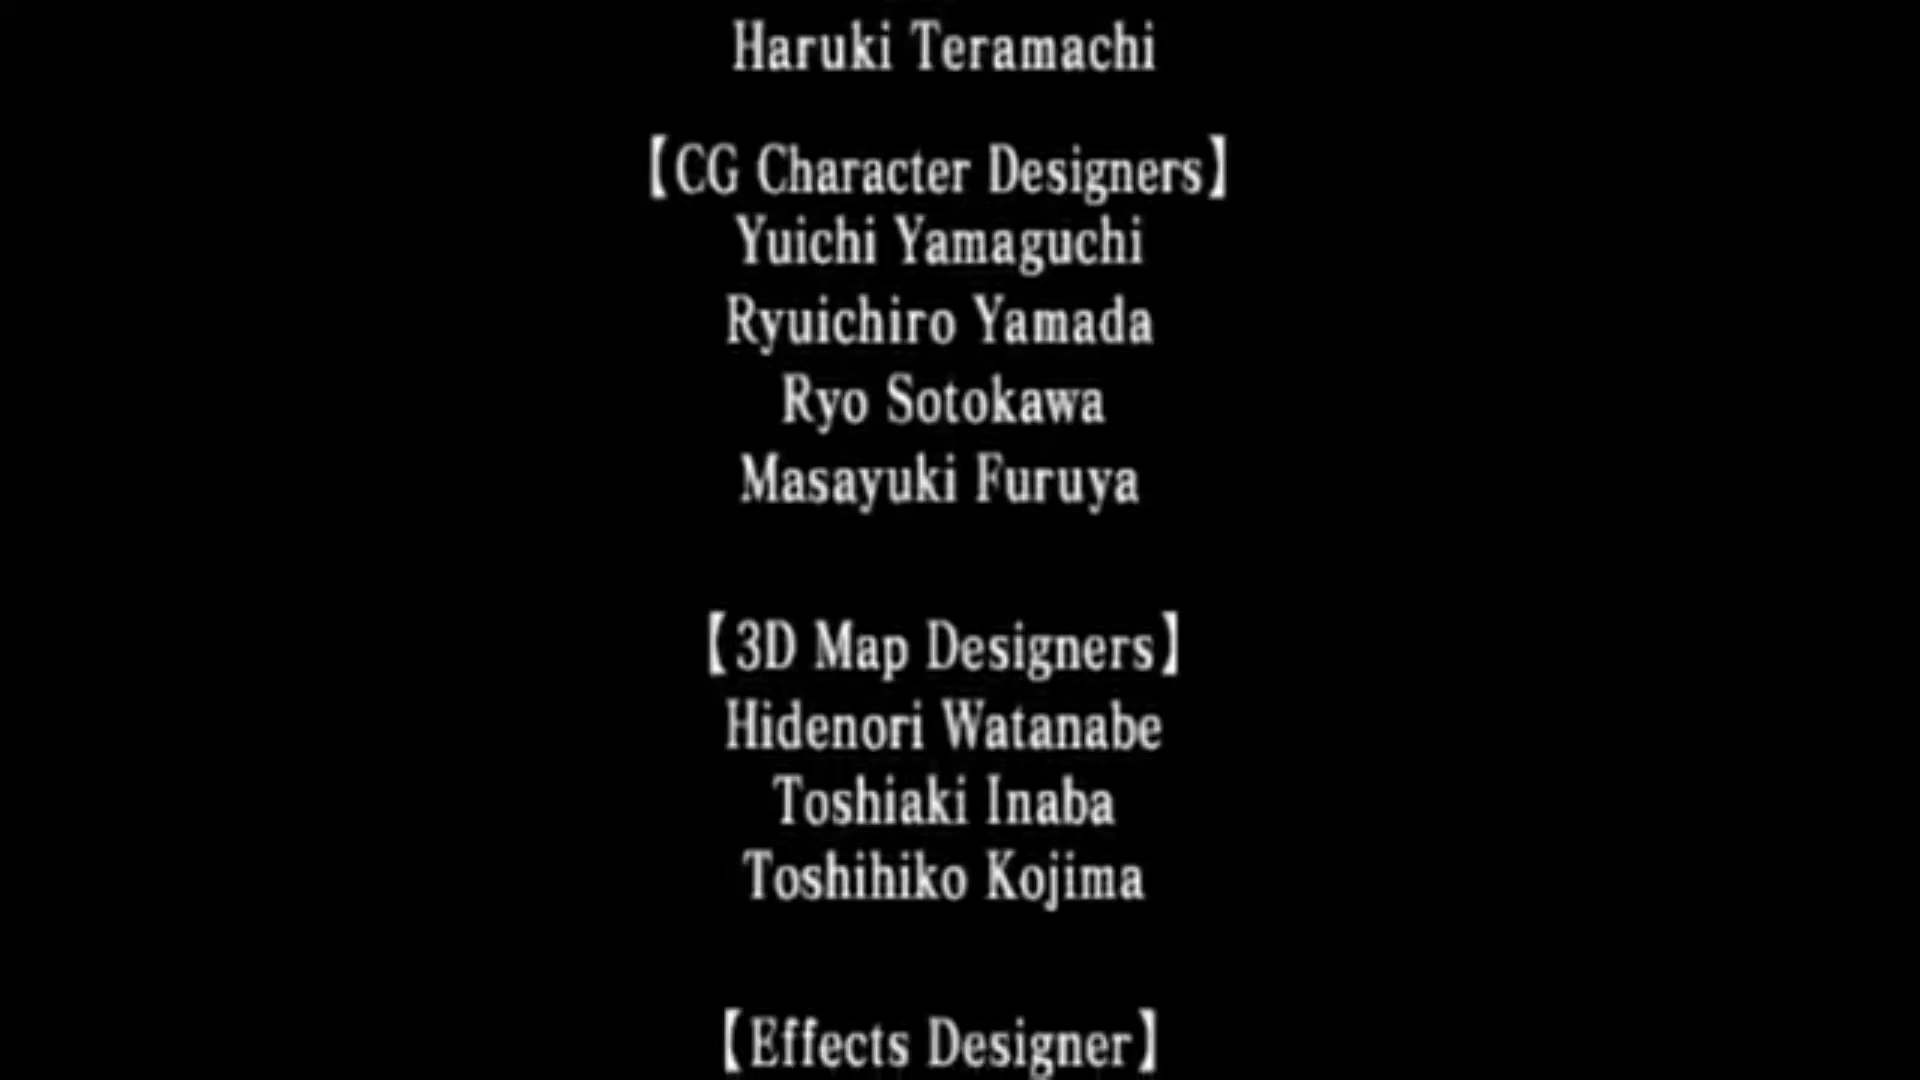 Haruki Teramachi
【CG Character Designers】
Yuichi Yamaguchi
Ryuichiro Yamada
Ryo Sotokawa
Masayuki Furuya
【3D Map Designers】
Hidenori Watanabe
Toshiaki Inaba
Toshihiko Kojima
【Effects Designer】